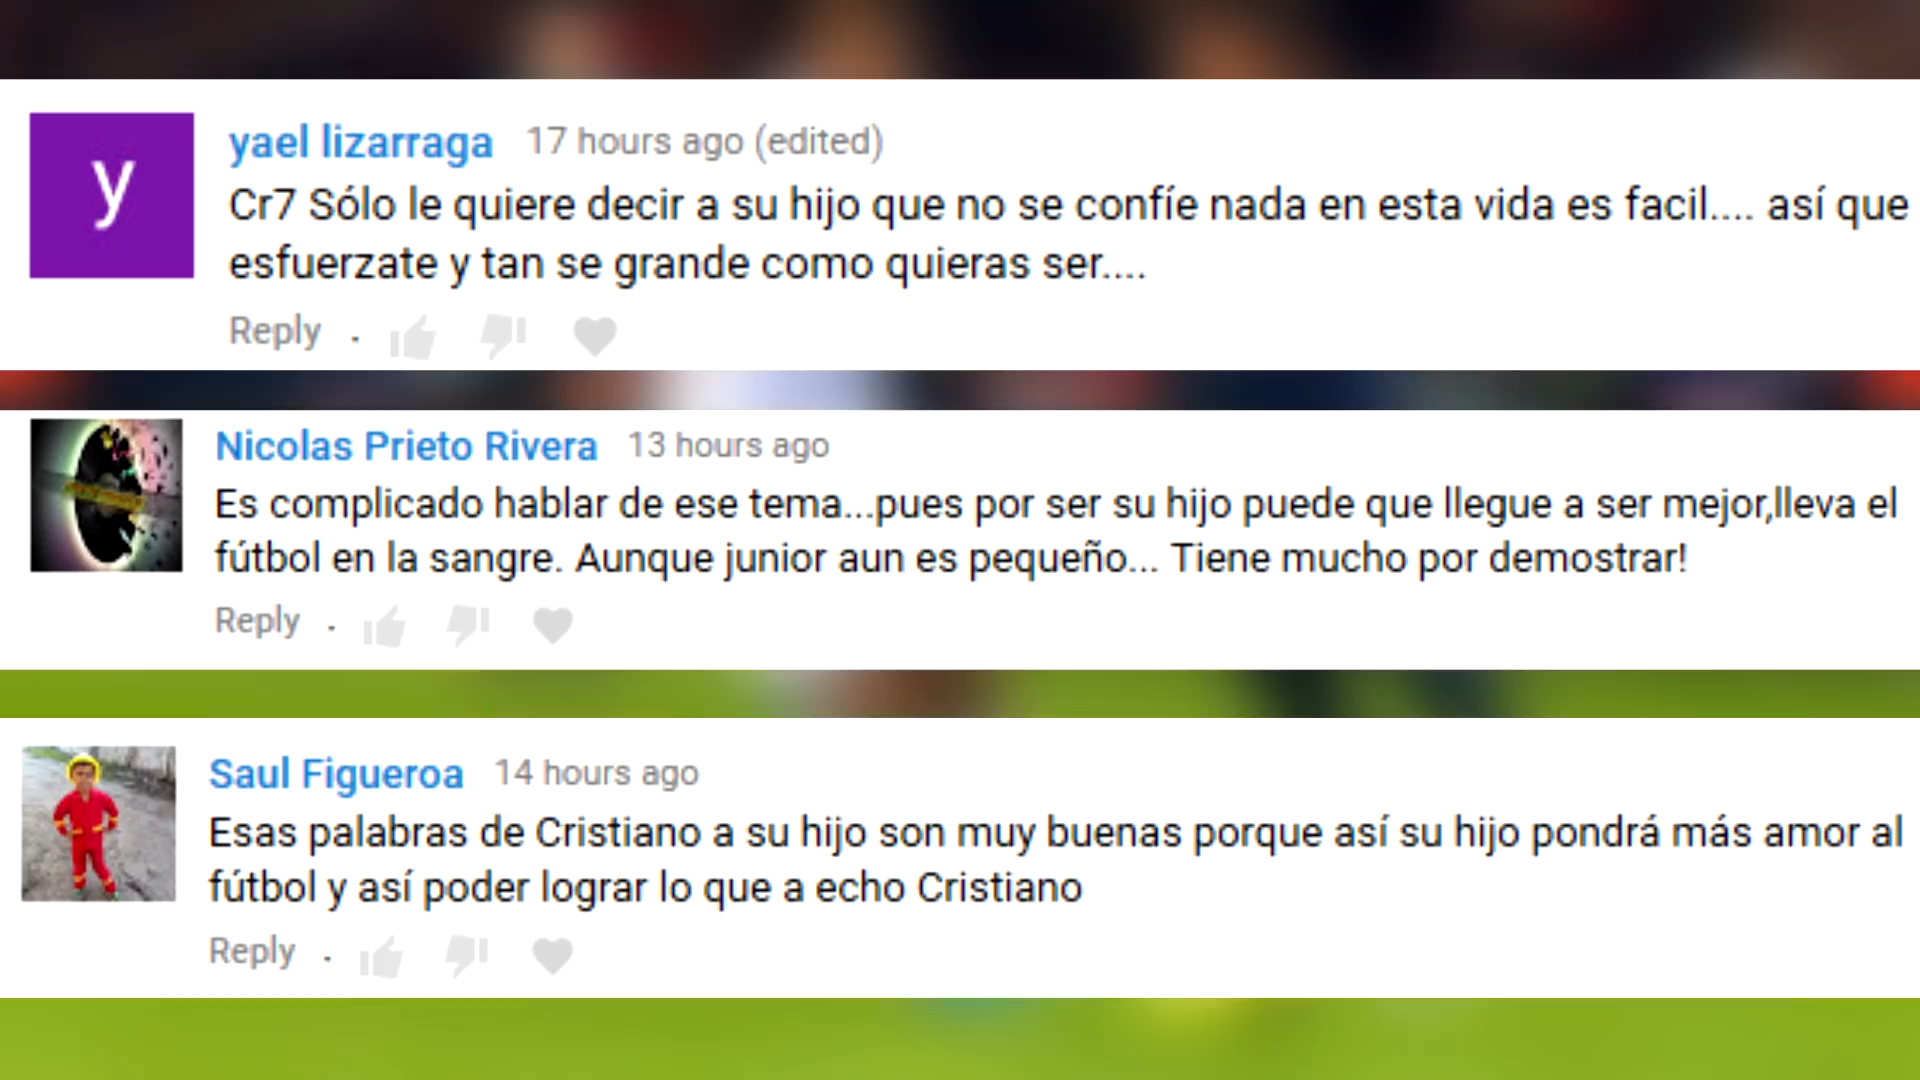 y
yael lizarraga 17 hours ago (edited)
Cr7 Sólo le quiere decir a su hijo que no se confíe nada en esta vida es facil.... así que
esfuerzate y tan se grande como quieras ser....
Reply .
Nicolas Prieto Rivera 13 hours ago
Es complicado hablar de ese tema...pues por ser su hijo puede que llegue a ser mejor,lleva el
fútbol en la sangre. Aunque junior aun es pequeño... Tiene mucho por demostrar!
Reply .
Saul Figueroa 14 hours ago
Esas palabras de Cristiano a su hijo son muy buenas porque así su hijo pondrá más amor al
fútbol y así poder lograr lo que a echo Cristiano
Reply .